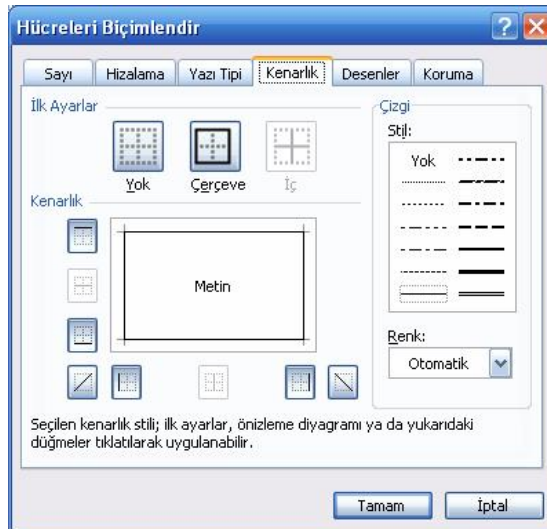 Hücreleri Biçimlendir
Sayı Hizalama Yazı Tipi Kenarlık Desenler Koruma
İlk Ayarlar
Yok Çerçeve İç
Kenarlık
Metin
Çizgi
Stil:
Yok
Renk:
Otomatik
Seçilen kenarlık stili; ilk ayarlar, önizleme diyagramı ya da yukarıdaki
düğmeler tıklatılarak uygulanabilir.
Tamam İptal